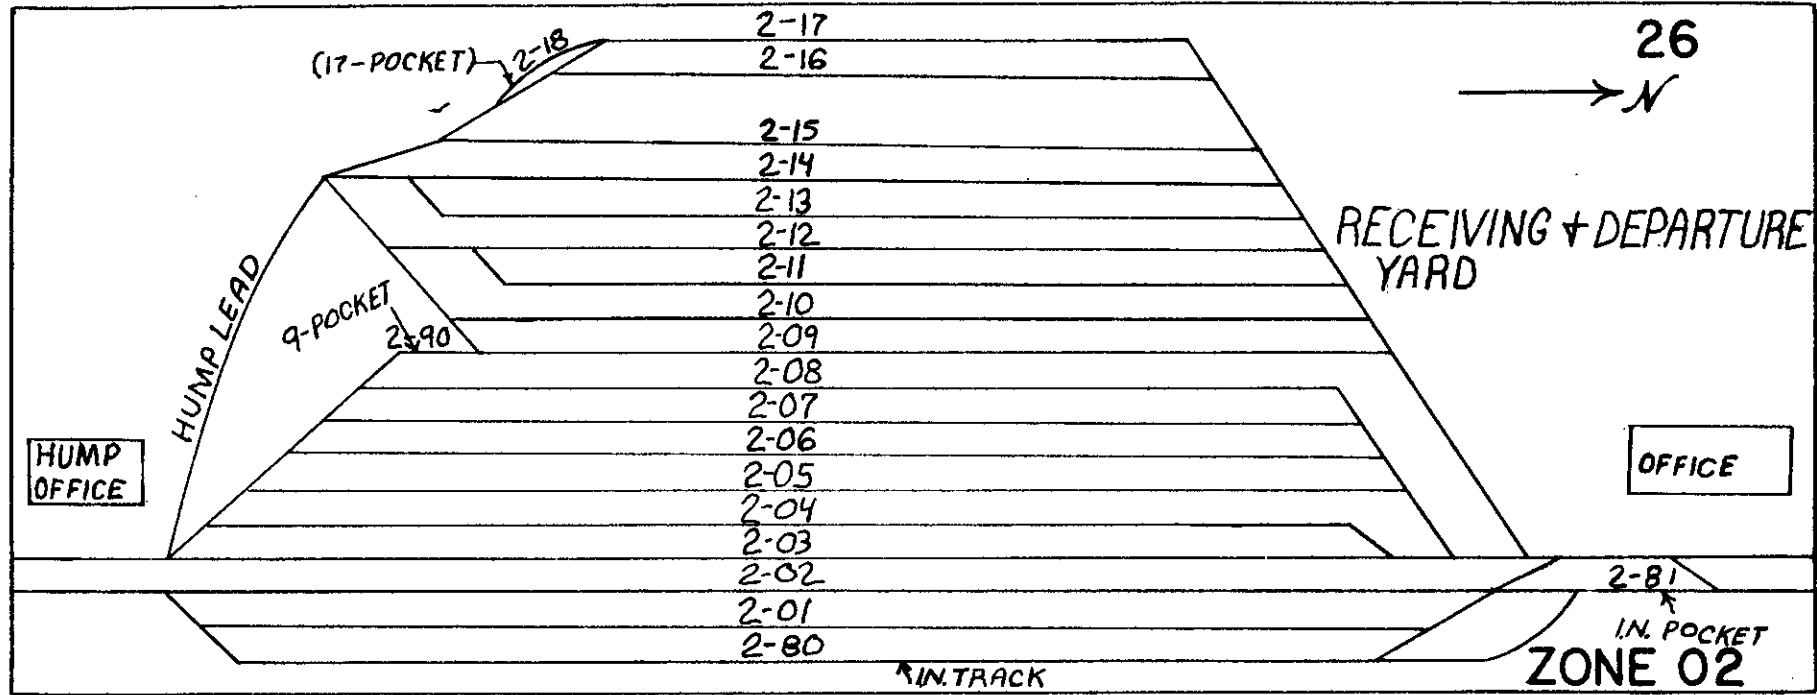 26
N
2-17
(17-POCKET)
2-18
2-16
2-15
2-14
2-13
2-12
2-11
2-10
RECEIVING + DEPARTURE
YARD
HUMP LEAD
9-POCKET
2-90
2-09
2-08
2-07
2-06
2-05
2-04
2-03
2-02
2-01
2-80
HUMP
OFFICE
OFFICE
2-81
I.N. POCKET
IN. TRACK
ZONE 02